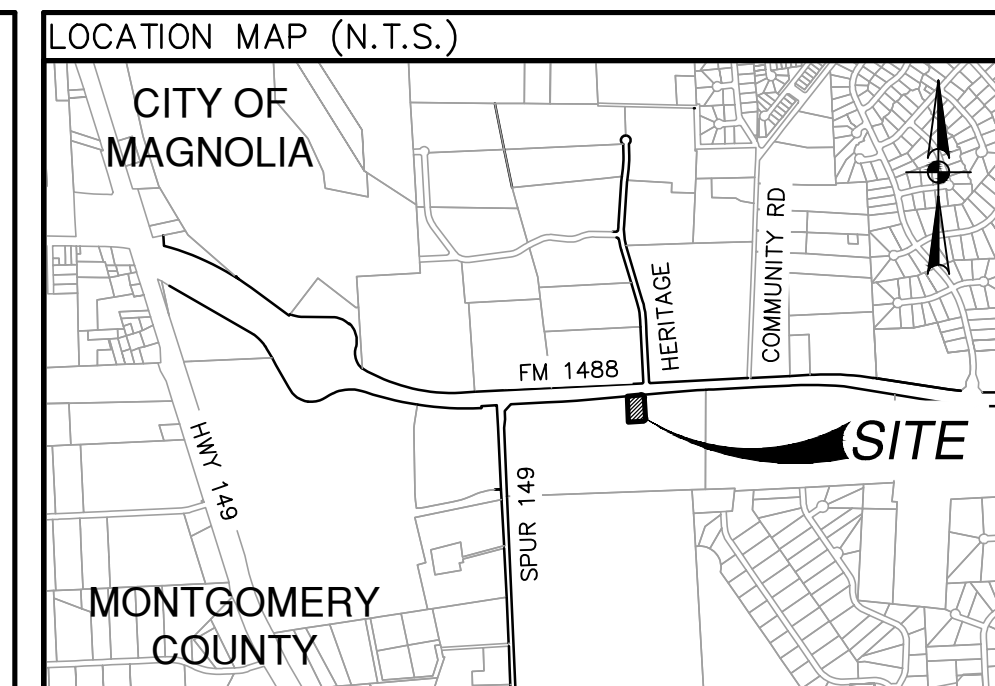 LOCATION MAP (N.T.S.)
CITY OF
MAGNOLIA
COMMUNITY RD
HERITAGE
FM 1488
SITE
HWY 149
SPUR 149
MONTGOMERY
COUNTY